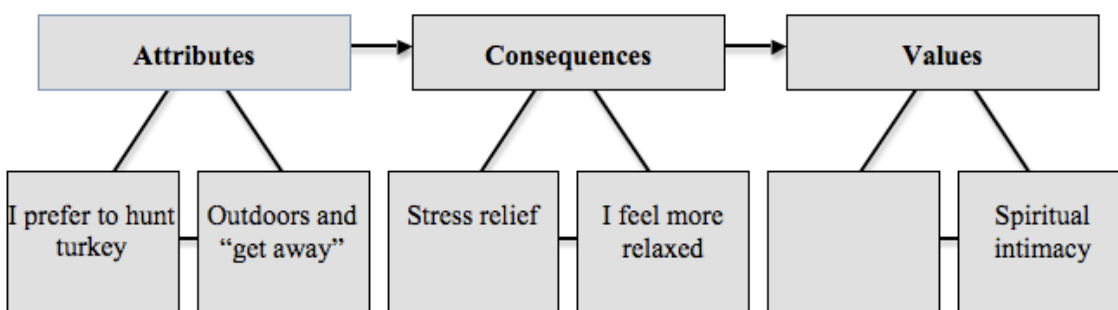 Attributes
Consequences
Values
I prefer to hunt
turkey
Outdoors and
“get away”
Stress relief
I feel more
relaxed
Spiritual
intimacy